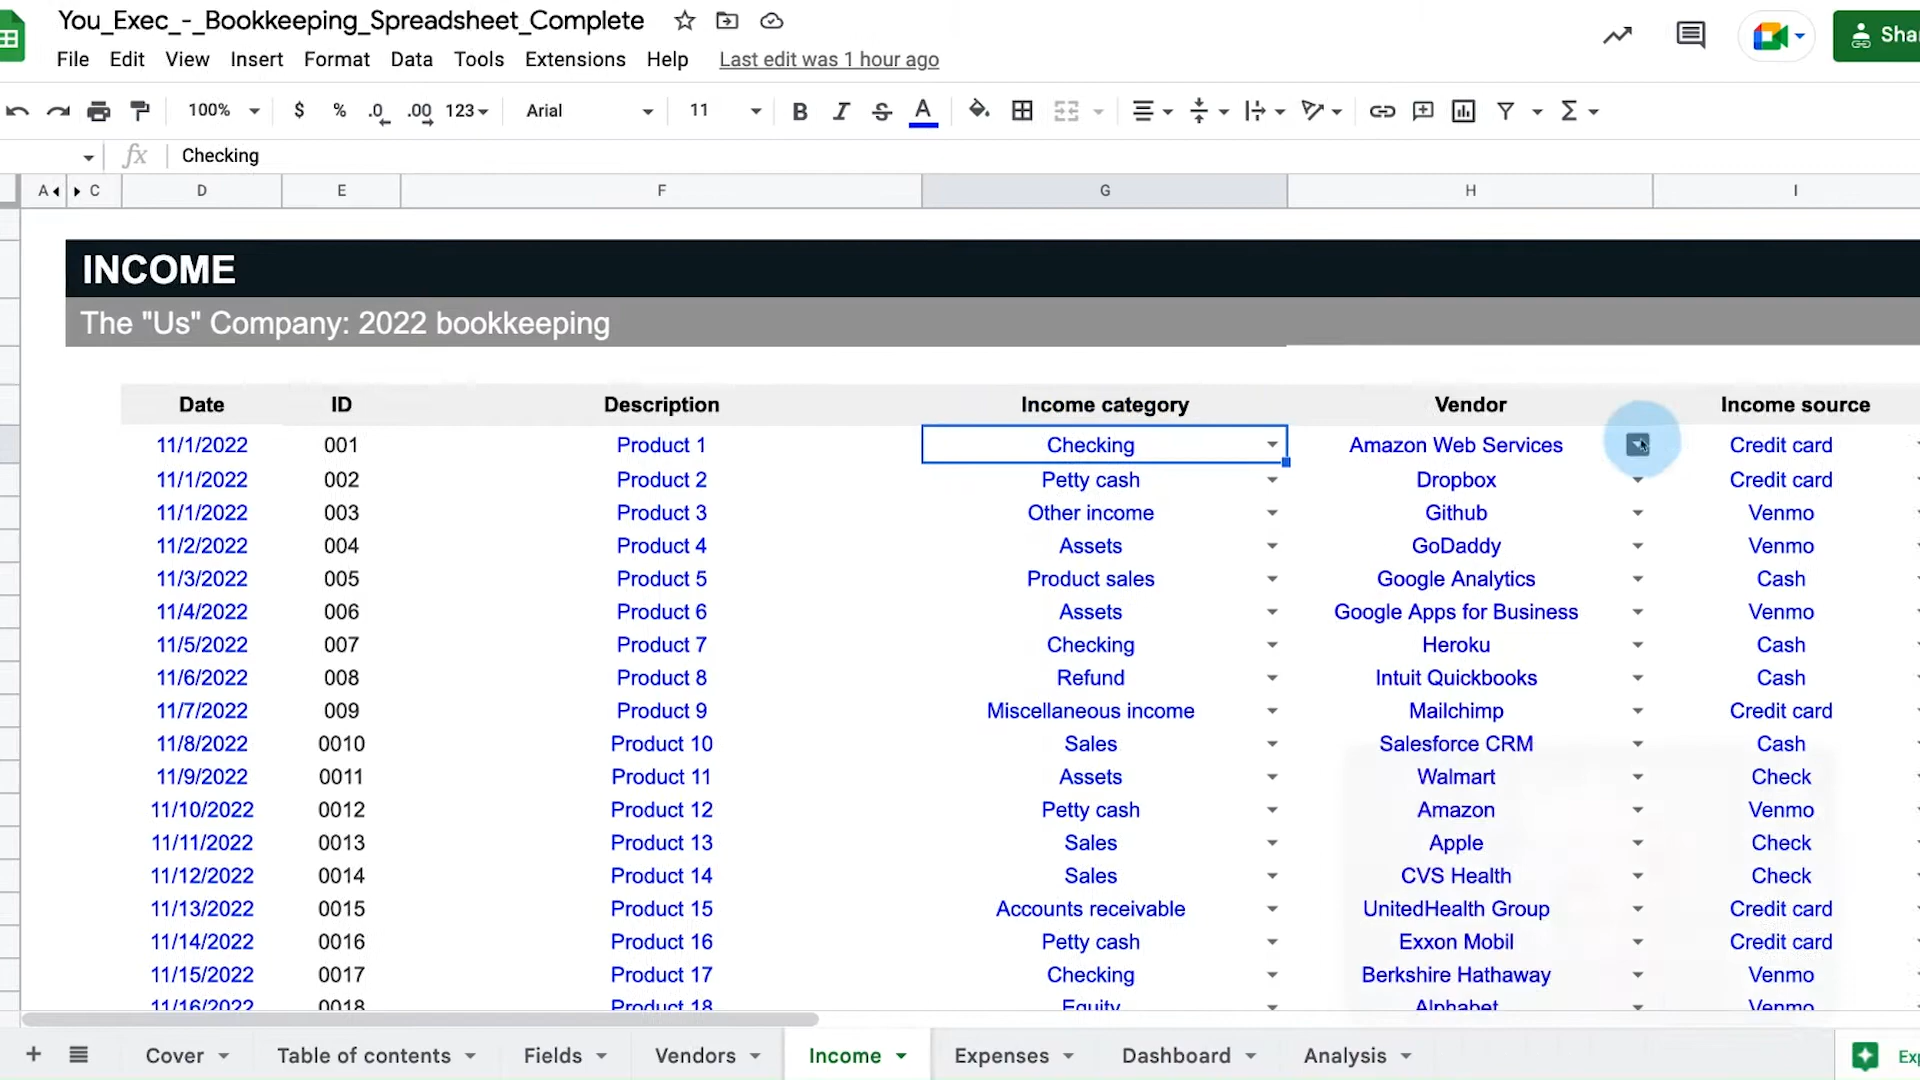 You_Exec_-_Bookkeeping_Spreadsheet_Complete
File Edit View Insert Format Data Tools Extensions Help Last edit was 1 hour ago
100% $ % .0 .00 123 Arial 11 B I S A Σ
fx Checking
A C D E F G H I
INCOME
The "Us" Company: 2022 bookkeeping
Date ID Description Income category Vendor Income source
11/1/2022 001 Product 1 Checking Amazon Web Services Credit card
11/1/2022 002 Product 2 Petty cash Dropbox Credit card
11/1/2022 003 Product 3 Other income Github Venmo
11/2/2022 004 Product 4 Assets GoDaddy Venmo
11/3/2022 005 Product 5 Product sales Google Analytics Cash
11/4/2022 006 Product 6 Assets Google Apps for Business Venmo
11/5/2022 007 Product 7 Checking Heroku Cash
11/6/2022 008 Product 8 Refund Intuit Quickbooks Cash
11/7/2022 009 Product 9 Miscellaneous income Mailchimp Credit card
11/8/2022 0010 Product 10 Sales Salesforce CRM Cash
11/9/2022 0011 Product 11 Assets Walmart Check
11/10/2022 0012 Product 12 Petty cash Amazon Venmo
11/11/2022 0013 Product 13 Sales Apple Check
11/12/2022 0014 Product 14 Sales CVS Health Check
11/13/2022 0015 Product 15 Accounts receivable UnitedHealth Group Credit card
11/14/2022 0016 Product 16 Petty cash Exxon Mobil Credit card
11/15/2022 0017 Product 17 Checking Berkshire Hathaway Venmo
11/16/2022 0018 Product 18 Equity Alphabet Venmo
Cover Table of contents Fields Vendors Income Expenses Dashboard Analysis